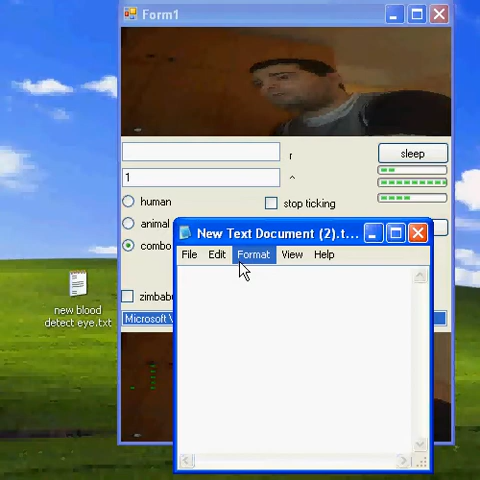 Form1
r
sleep
1
^
human
stop ticking
animal
New Text Document (2).t...
combo
File Edit Format View Help
zimbab
new blood
detect eye.txt
Microsoft